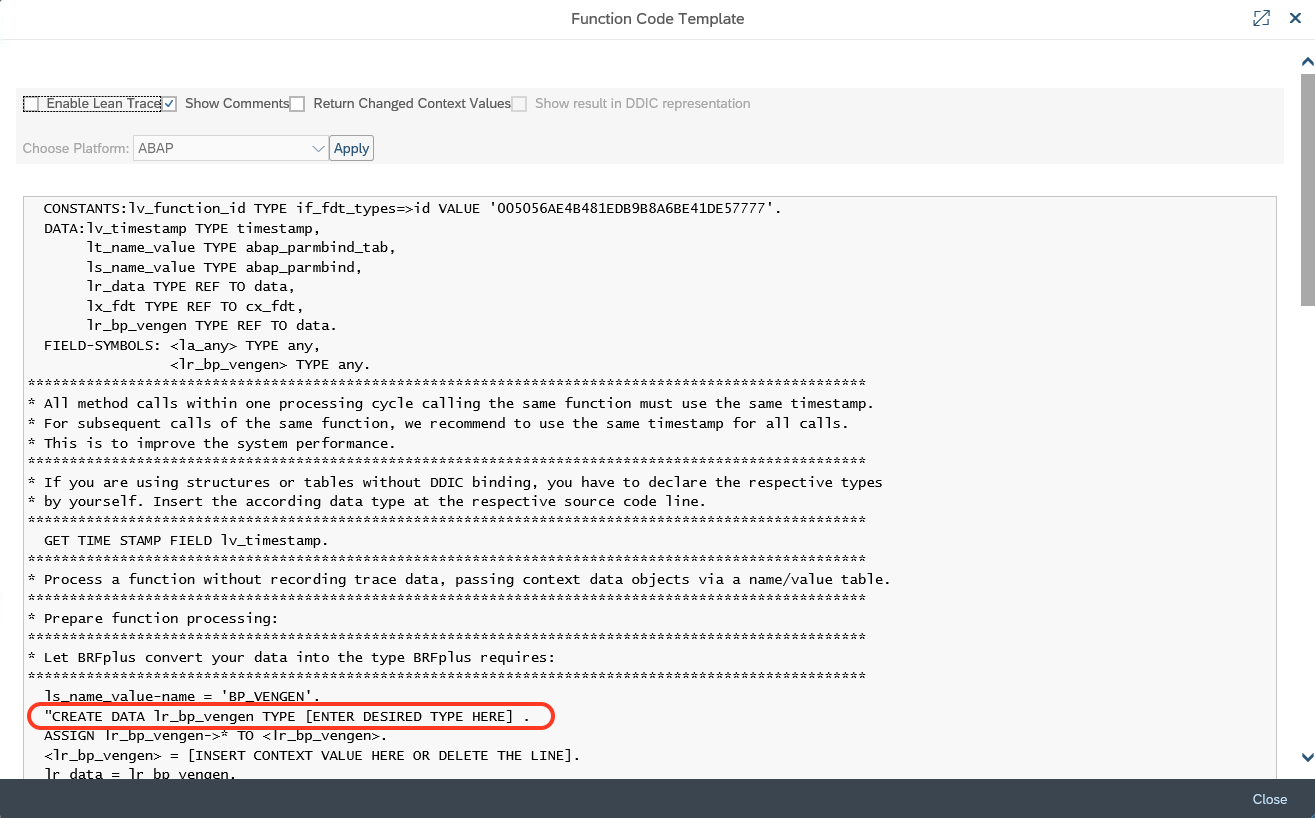 Function Code Template
Enable Lean Trace Show Comments Return Changed Context Values Show result in DDIC representation
Choose Platform: ABAP Apply
CONSTANTS:lv_function_id TYPE if_fdt_types=>id VALUE '005056AE4B481EDB9B8A6BE41DE57777'.
DATA:lv_timestamp TYPE timestamp,
lt_name_value TYPE abap_parmbind_tab,
ls_name_value TYPE abap_parmbind,
lr_data TYPE REF TO data,
lx_fdt TYPE REF TO cx_fdt,
lr_bp_vengen TYPE REF TO data.
FIELD-SYMBOLS: <la_any> TYPE any,
<lr_bp_vengen> TYPE any.
****************************************************************************************************
* All method calls within one processing cycle calling the same function must use the same timestamp.
* For subsequent calls of the same function, we recommend to use the same timestamp for all calls.
* This is to improve the system performance.
****************************************************************************************************
* If you are using structures or tables without DDIC binding, you have to declare the respective types
* by yourself. Insert the according data type at the respective source code line.
****************************************************************************************************
GET TIME STAMP FIELD lv_timestamp.
****************************************************************************************************
* Process a function without recording trace data, passing context data objects via a name/value table.
****************************************************************************************************
* Prepare function processing:
****************************************************************************************************
* Let BRFplus convert your data into the type BRFplus requires:
****************************************************************************************************
ls_name_value-name = 'BP_VENGEN'.
"CREATE DATA lr_bp_vengen TYPE [ENTER DESIRED TYPE HERE] .
ASSIGN lr_bp_vengen->* TO <lr_bp_vengen>.
<lr_bp_vengen> = [INSERT CONTEXT VALUE HERE OR DELETE THE LINE].
lr_data = lr_bp_vengen.
Close